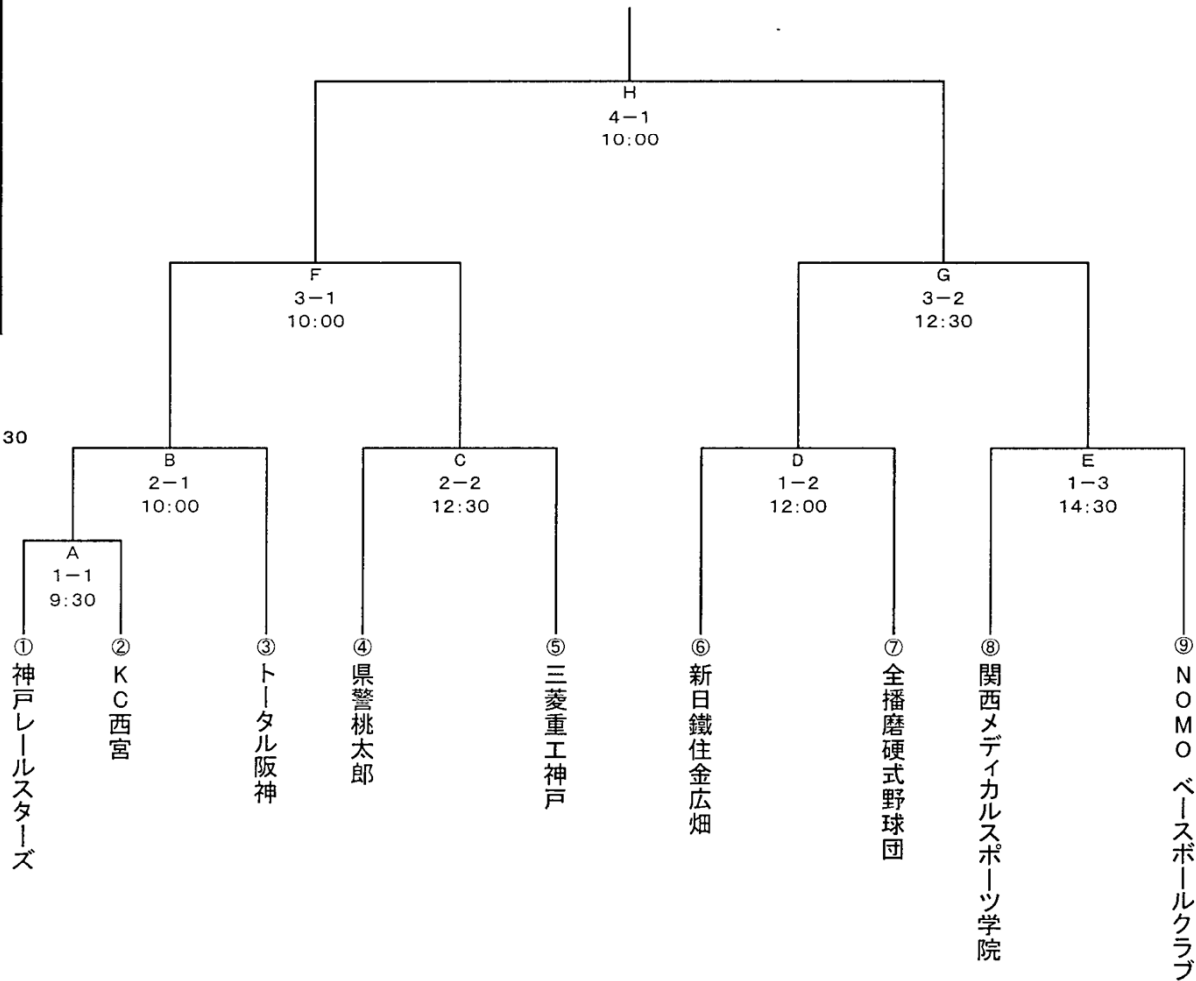 H
4-1
10:00
F
3-1
10:00
G
3-2
12:30
30
B
2-1
10:00
C
2-2
12:30
D
1-2
12:00
E
1-3
14:30
A
1-1
9:30
①神戸レールスターズ
②KC西宮
③トータル阪神
④県警桃太郎
⑤三菱重工神戸
⑥新日鐵住金広畑
⑦全播磨硬式野球団
⑧関西メディカルスポーツ学院
⑨NOMO ベースボールクラブ